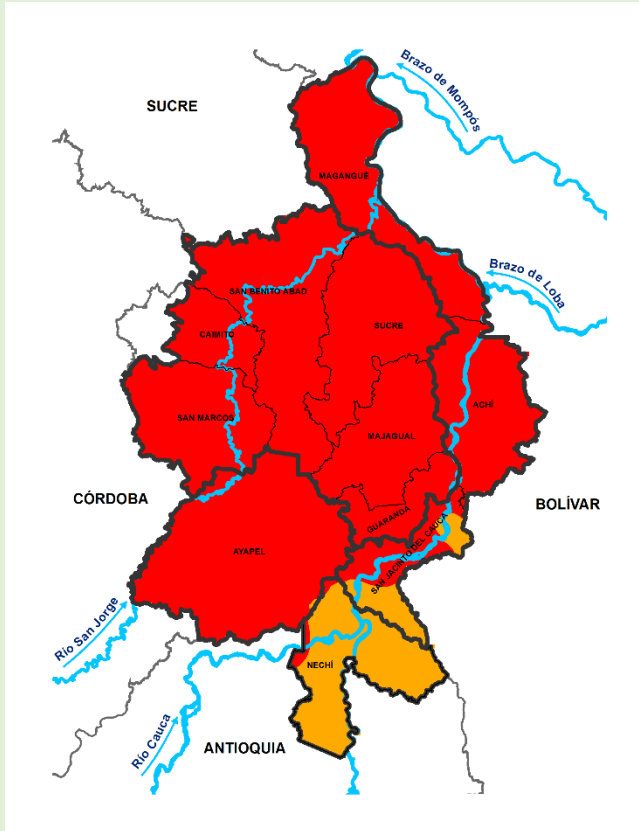 SUCRE
Brazo de Mompós
MAGANGUÉ
Brazo de Loba
SAN BENITO ABAD
SUCRE
CAIMITO
ACHÍ
SAN MARCOS
MAJAGUAL
CÓRDOBA
BOLÍVAR
GUARANDA
SAN JACINTO DEL CAUCA
AYAPEL
Río San Jorge
NECHÍ
Río Cauca
ANTIOQUIA